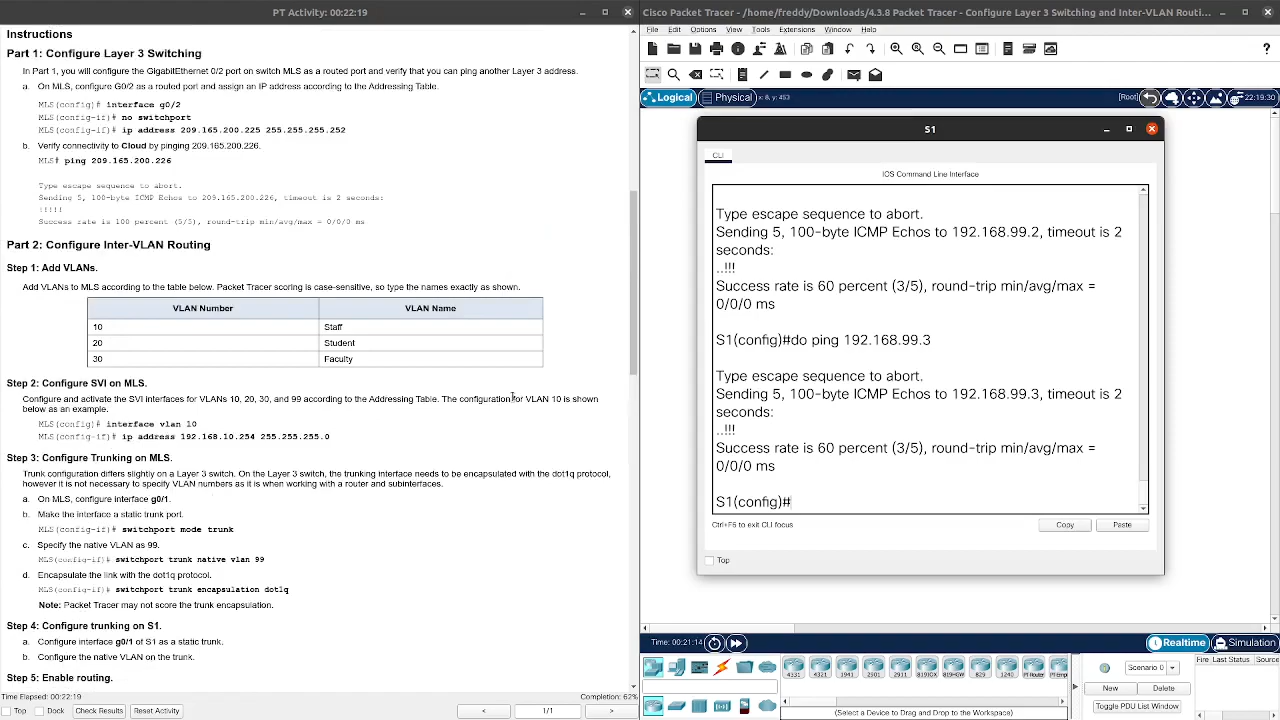 PT Activity: 00:22:19
Instructions
Part 1: Configure Layer 3 Switching
In Part 1, you will configure the GigabitEthernet 0/2 port on switch MLS as a routed port and verify that you can ping another Layer 3 address.
a. On MLS, configure G0/2 as a routed port and assign an IP address according to the Addressing Table.
MLS(config)# interface g0/2
MLS(config-if)# no switchport
MLS(config-if)# ip address 209.165.200.225 255.255.255.252
b. Verify connectivity to Cloud by pinging 209.165.200.226.
MLS# ping 209.165.200.226
Type escape sequence to abort.
Sending 5, 100-byte ICMP Echos to 209.165.200.226, timeout is 2 seconds:
!!!!!
Success rate is 100 percent (5/5), round-trip min/avg/max = 0/0/0 ms
Part 2: Configure Inter-VLAN Routing
Step 1: Add VLANs.
Add VLANs to MLS according to the table below. Packet Tracer scoring is case-sensitive, so type the names exactly as shown.
VLAN Number VLAN Name
10 Staff
20 Student
30 Faculty
Step 2: Configure SVI on MLS.
Configure and activate the SVI interfaces for VLANs 10, 20, 30, and 99 according to the Addressing Table. The configuration for VLAN 10 is shown
below as an example.
MLS(config)# interface vlan 10
MLS(config-if)# ip address 192.168.10.254 255.255.255.0
Step 3: Configure Trunking on MLS.
Trunk configuration differs slightly on a Layer 3 switch. On the Layer 3 switch, the trunking interface needs to be encapsulated with the dot1q protocol,
however it is not necessary to specify VLAN numbers as it is when working with a router and subinterfaces.
a. On MLS, configure interface g0/1.
b. Make the interface a static trunk port.
MLS(config-if)# switchport mode trunk
c. Specify the native VLAN as 99.
MLS(config-if)# switchport trunk native vlan 99
d. Encapsulate the link with the dot1q protocol.
MLS(config-if)# switchport trunk encapsulation dot1q
Note: Packet Tracer may not score the trunk encapsulation.
Step 4: Configure trunking on S1.
a. Configure interface g0/1 of S1 as a static trunk.
b. Configure the native VLAN on the trunk.
Step 5: Enable routing.
Time Elapsed: 00:22:19 Completion: 62%
Top Dock Check Results Reset Activity < 1/1 >
Cisco Packet Tracer - /home/freddy/Downloads/4.3.8 Packet Tracer - Configure Layer 3 Switching and Inter-VLAN Routi...
File Edit Options View Tools Extensions Window Help
?
Logical Physical x: 8, y: 453 [Root] 22:19:30
S1
CLI
IOS Command Line Interface
Type escape sequence to abort.
Sending 5, 100-byte ICMP Echos to 192.168.99.2, timeout is 2
seconds:
..!!!
Success rate is 60 percent (3/5), round-trip min/avg/max =
0/0/0 ms
S1(config)#do ping 192.168.99.3
Type escape sequence to abort.
Sending 5, 100-byte ICMP Echos to 192.168.99.3, timeout is 2
seconds:
..!!!
Success rate is 60 percent (3/5), round-trip min/avg/max =
0/0/0 ms
S1(config)#
Ctrl+F6 to exit CLI focus Copy Paste
Top
Time: 00:21:14 Realtime Simulation
4331 4321 1941 2901 2911 819IOX 819HGW 829 1240 PT Router PT Emp
Scenario 0 Fire Last Status Source
New Delete
Toggle PDU List Window
(Select a Device to Drag and Drop to the Workspace)